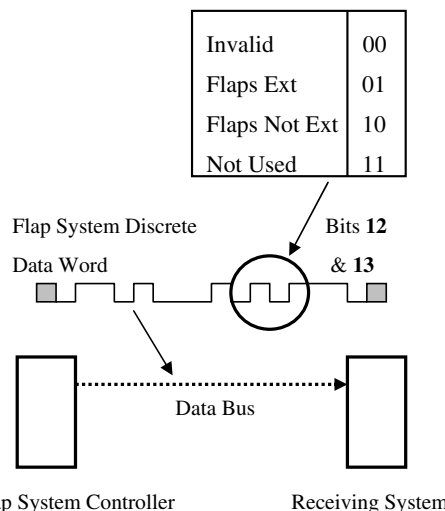 Invalid 00
Flaps Ext 01
Flaps Not Ext 10
Not Used 11
Flap System Discrete Bits 12
Data Word & 13
Data Bus
System Controller Receiving System